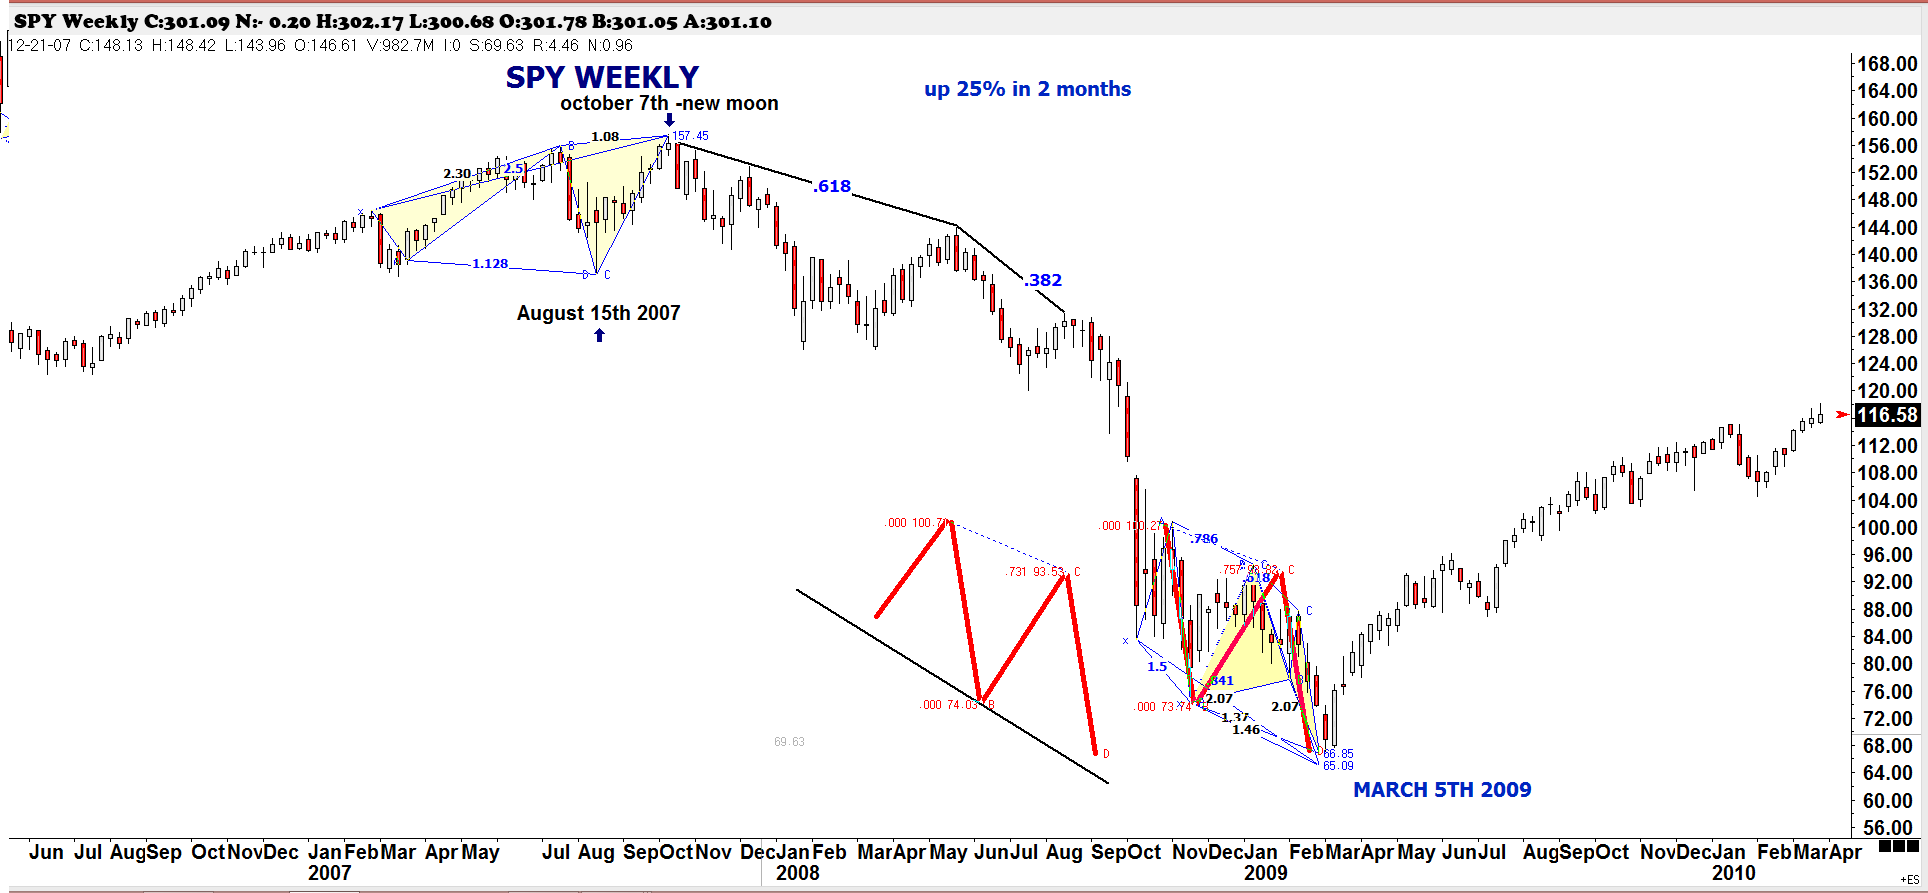 SPY Weekly C:301.09 N:- 0.20 H:302.17 L:300.68 O:301.78 B:301.05 A:301.10
12-21-07 C:148.13 H:148.42 L:143.96 O:146.61 V:982.7M I:0 S:69.63 R:4.46 N:0.96
SPY WEEKLY
october 7th -new moon
up 25% in 2 months
157.45
1.08
B
2.30
2.5
X
.618
1.128
D C
.382
August 15th 2007
168.00
164.00
160.00
156.00
152.00
148.00
144.00
140.00
136.00
132.00
128.00
124.00
120.00
116.58
112.00
108.00
104.00
100.00
96.00
92.00
88.00
84.00
80.00
76.00
72.00
68.00
64.00
60.00
56.00
.000 100.7
.731 93.53 C
.000 74.03 B
D
69.63
.000 100.27
A
.786
C
C
X
1.5
2.07
.000 73.74
1.37
2.07
1.46
66.85
65.09
MARCH 5TH 2009
Jun Jul Aug Sep Oct Nov Dec Jan Feb Mar Apr May Jul Aug Sep Oct Nov Dec Jan Feb Mar Apr May Jun Jul Aug Sep Oct Nov Dec Jan Feb Mar Apr May Jun Jul Aug Sep Oct Nov Dec Jan Feb Mar Apr
2007 2008 2009 2010
+ES